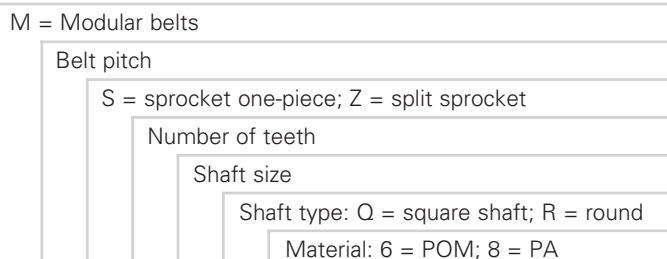 M = Modular belts
Belt pitch
S = sprocket one-piece; Z = split sprocket
Number of teeth
Shaft size
Shaft type: Q = square shaft; R = round
Material: 6 = POM; 8 = PA